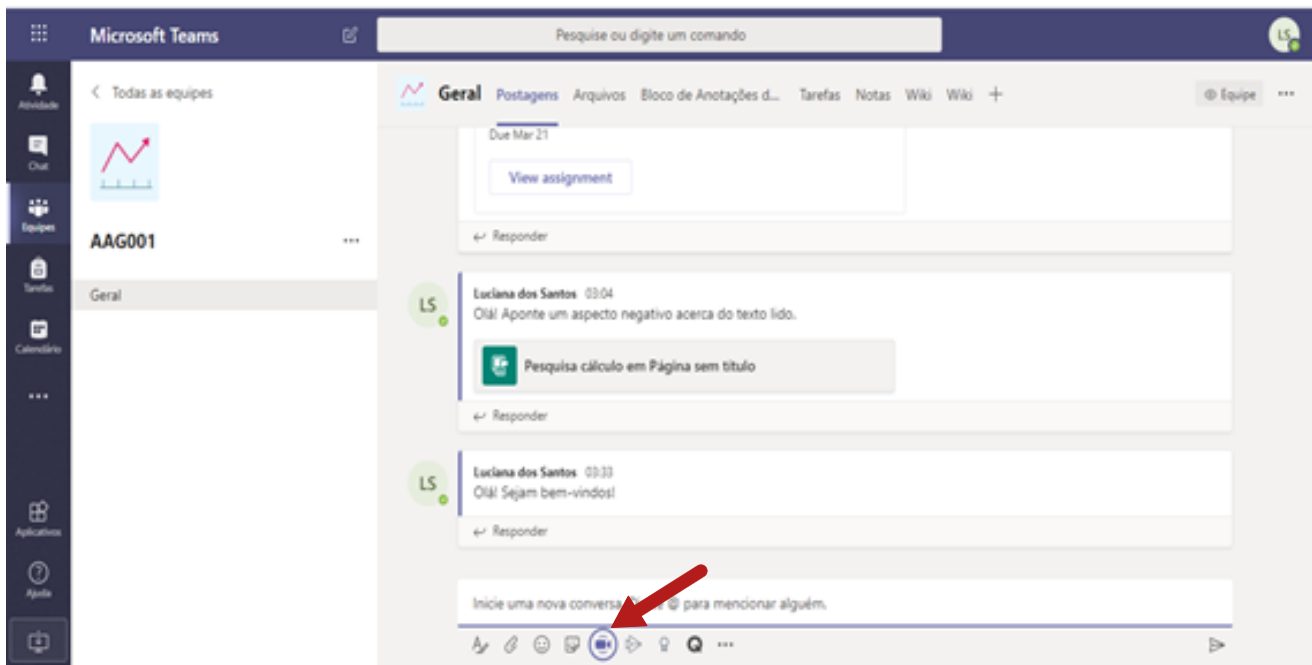 Microsoft Teams
Pesquise ou digite um comando
LS
Atividade
Chat
Equipes
Tarefas
Calendário
Aplicativos
Ajuda
Todas as equipes
AAG001
Geral
Geral Postagens Arquivos Bloco de Anotações d... Tarefas Notas Wiki Wiki +
Equipe
Due Mar 21
View assignment
Responder
LS
Luciana dos Santos 03:04
Olá! Aponte um aspecto negativo acerca do texto lido.
Pesquisa cálculo em Página sem título
Responder
LS
Luciana dos Santos 03:33
Olá! Sejam bem-vindos!
Responder
Inicie uma nova conversa. @ para mencionar alguém.